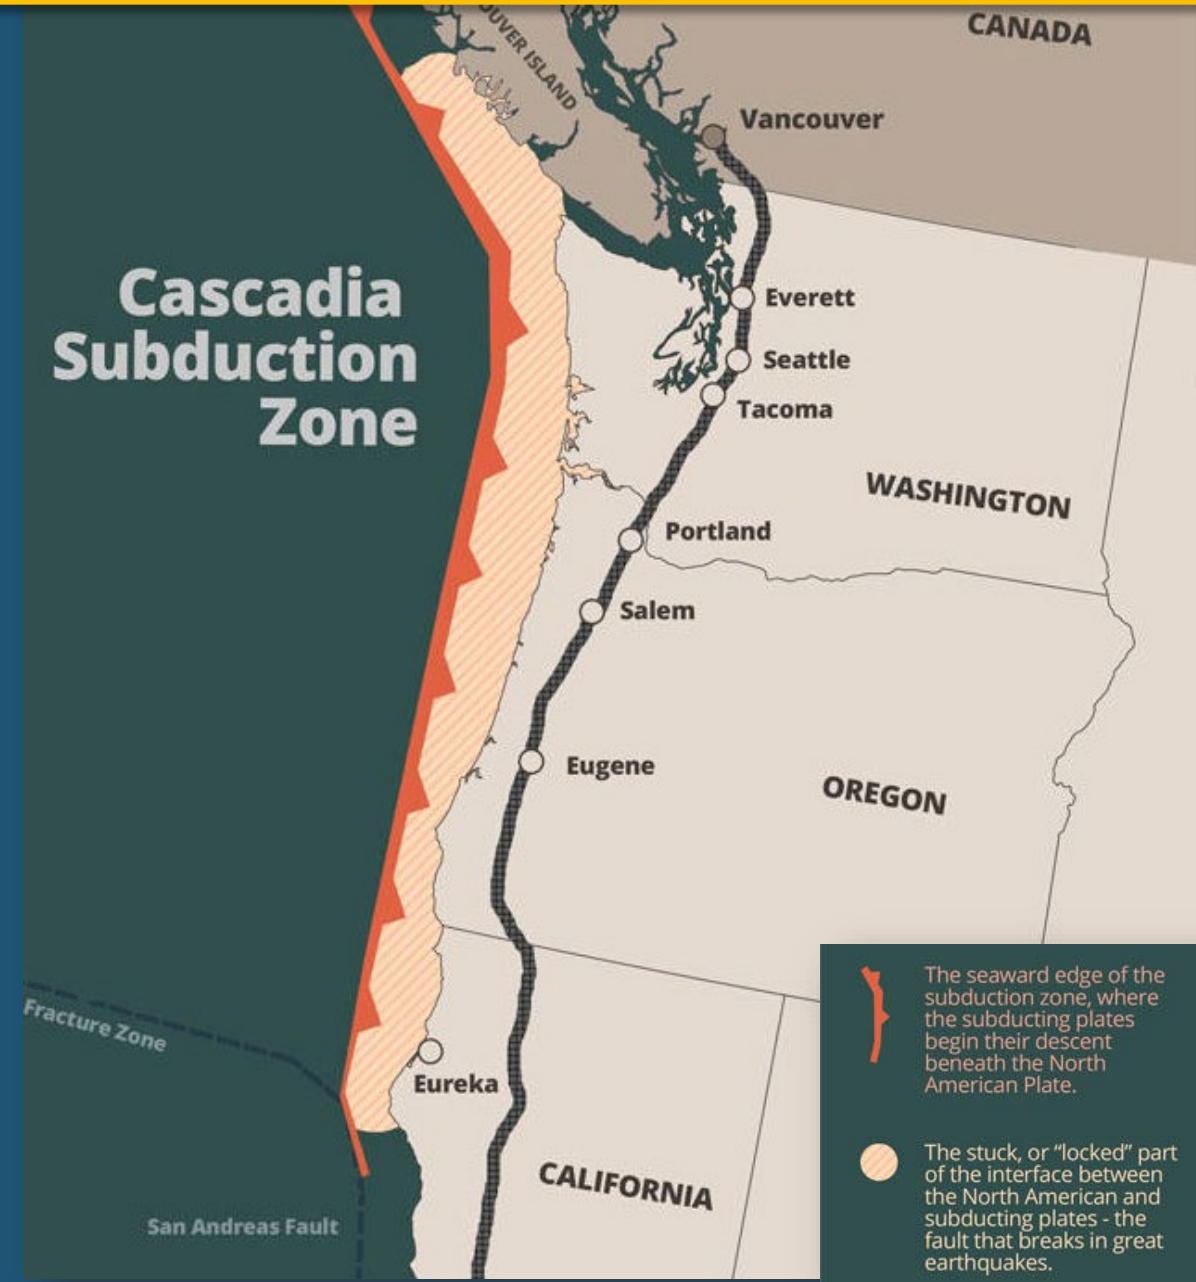 CANADA
OUVER ISLAND
Vancouver
Cascadia
Subduction
Zone
Everett
Seattle
Tacoma
WASHINGTON
Portland
Salem
Eugene
OREGON
Fracture Zone
Eureka
CALIFORNIA
San Andreas Fault
The seaward edge of the
subduction zone, where
the subducting plates
begin their descent
beneath the North
American Plate.
The stuck, or “locked” part
of the interface between
the North American and
subducting plates - the
fault that breaks in great
earthquakes.